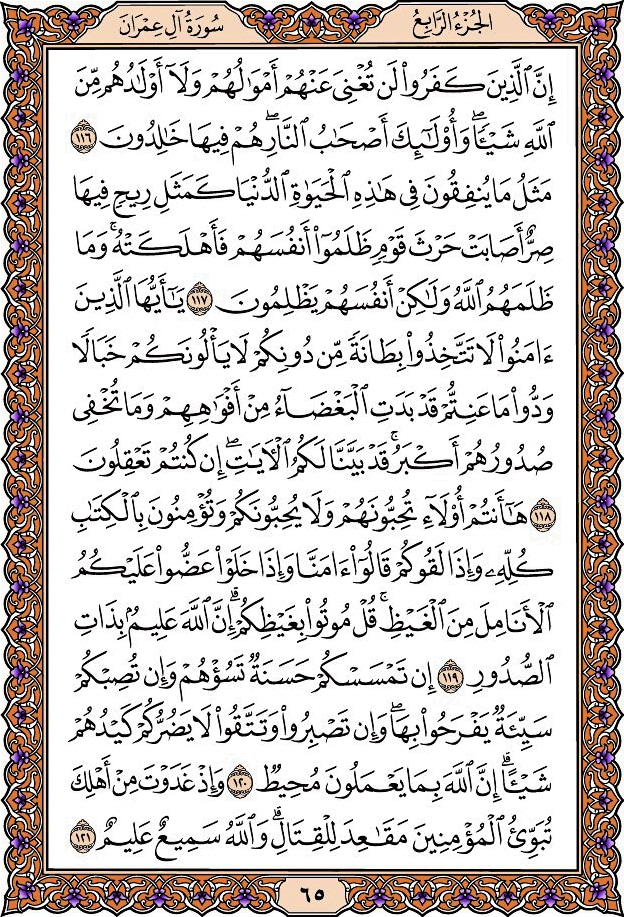 الجُزْءُ الرَّابِعُ
سُورَةُ آلِ عِمْرَان
إِنَّ ٱلَّذِينَ كَفَرُوا۟ لَن تُغْنِىَ عَنْهُمْ أَمْوَٰلُهُمْ وَلَآ أَوْلَٰدُهُم مِّنَ
ٱللَّهِ شَيْـًٔا ۖ وَأُو۟لَٰٓئِكَ أَصْحَٰبُ ٱلنَّارِ ۖ هُمْ فِيهَا خَٰلِدُونَ ١١٦
مَثَلُ مَا يُنفِقُونَ فِى هَٰذِهِ ٱلْحَيَوٰةِ ٱلدُّنْيَا كَمَثَلِ رِيحٍ فِيهَا
صِرٌّ أَصَابَتْ حَرْثَ قَوْمٍ ظَلَمُوٓا۟ أَنفُسَهُمْ فَأَهْلَكَتْهُ ۚ وَمَا
ظَلَمَهُمُ ٱللَّهُ وَلَٰكِنْ أَنفُسَهُمْ يَظْلِمُونَ ١١٧ يَٰٓأَيُّهَا ٱلَّذِينَ
ءَامَنُوا۟ لَا تَتَّخِذُوا۟ بِطَانَةً مِّن دُونِكُمْ لَا يَأْلُونَكُمْ خَبَالًا
وَدُّوا۟ مَا عَنِتُّمْ قَدْ بَدَتِ ٱلْبَغْضَآءُ مِنْ أَفْوَٰهِهِمْ وَمَا تُخْفِى
صُدُورُهُمْ أَكْبَرُ ۚ قَدْ بَيَّنَّا لَكُمُ ٱلْـَٔايَٰتِ ۖ إِن كُنتُمْ تَعْقِلُونَ
١١٨ هَٰٓأَنتُمْ أُو۟لَآءِ تُحِبُّونَهُمْ وَلَا يُحِبُّونَكُمْ وَتُؤْمِنُونَ بِٱلْكِتَٰبِ
كُلِّهِۦ وَإِذَا لَقُوكُمْ قَالُوٓا۟ ءَامَنَّا وَإِذَا خَلَوْا۟ عَضُّوا۟ عَلَيْكُمُ
ٱلْأَنَامِلَ مِنَ ٱلْغَيْظِ ۚ قُلْ مُوتُوا۟ بِغَيْظِكُمْ ۗ إِنَّ ٱللَّهَ عَلِيمٌۢ بِذَاتِ
ٱلصُّدُورِ ١١٩ إِن تَمْسَسْكُمْ حَسَنَةٌ تَسُؤْهُمْ وَإِن تُصِبْكُمْ
سَيِّئَةٌ يَفْرَحُوا۟ بِهَا ۖ وَإِن تَصْبِرُوا۟ وَتَتَّقُوا۟ لَا يَضُرُّكُمْ كَيْدُهُمْ
شَيْـًٔا ۗ إِنَّ ٱللَّهَ بِمَا يَعْمَلُونَ مُحِيطٌ ١٢٠ وَإِذْ غَدَوْتَ مِنْ أَهْلِكَ
تُبَوِّئُ ٱلْمُؤْمِنِينَ مَقَٰعِدَ لِلْقِتَالِ ۗ وَٱللَّهُ سَمِيعٌ عَلِيمٌ ١٢١
٦٥